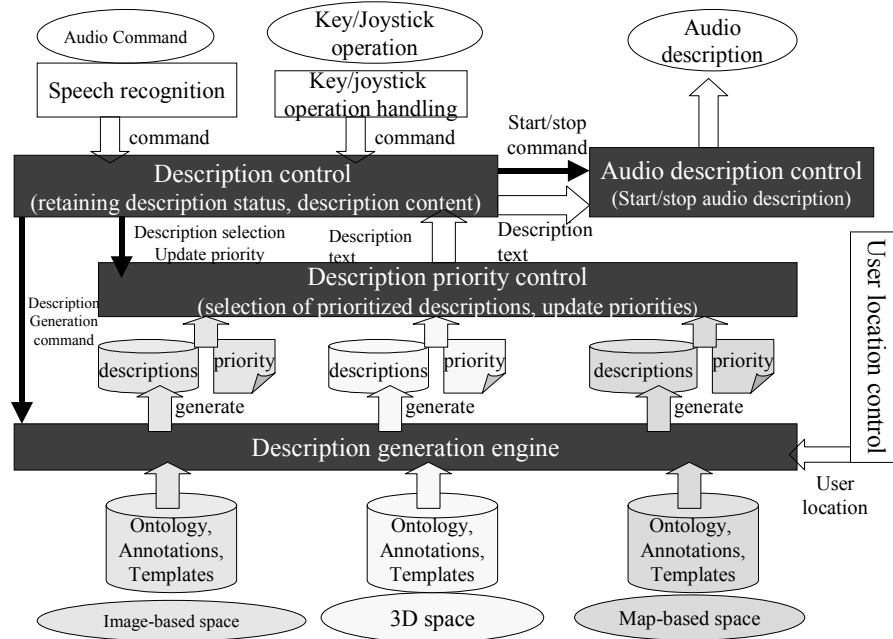 Audio Command
Key/Joystick
operation
Audio
description
Speech recognition
Key/joystick
operation handling
command
command
Start/stop
command
Description control
(retaining description status, description content)
Audio description control
(Start/stop audio description)
Description selection
Update priority
Description
text
Description
text
Description priority control
(selection of prioritized descriptions, update priorities)
User location control
Description
Generation
command
descriptions
priority
descriptions
priority
descriptions
priority
generate
generate
generate
Description generation engine
User
location
Ontology,
Annotations,
Templates
Ontology,
Annotations,
Templates
Ontology,
Annotations,
Templates
Image-based space
3D space
Map-based space